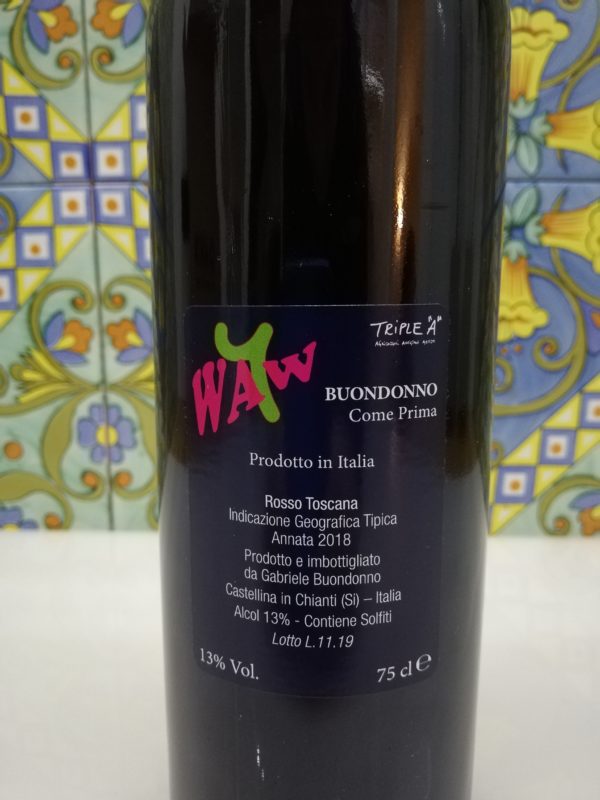 WAW
TRiPLE "A"
BUONDONNO
Come Prima
Prodotto in Italia
Rosso Toscana
Indicazione Geografica Tipica
Annata 2018
Prodotto e imbottigliato
da Gabriele Buondonno
Castellina in Chianti (Si) – Italia
Alcol 13% - Contiene Solfiti
Lotto L.11.19
13% Vol.
75 cl e